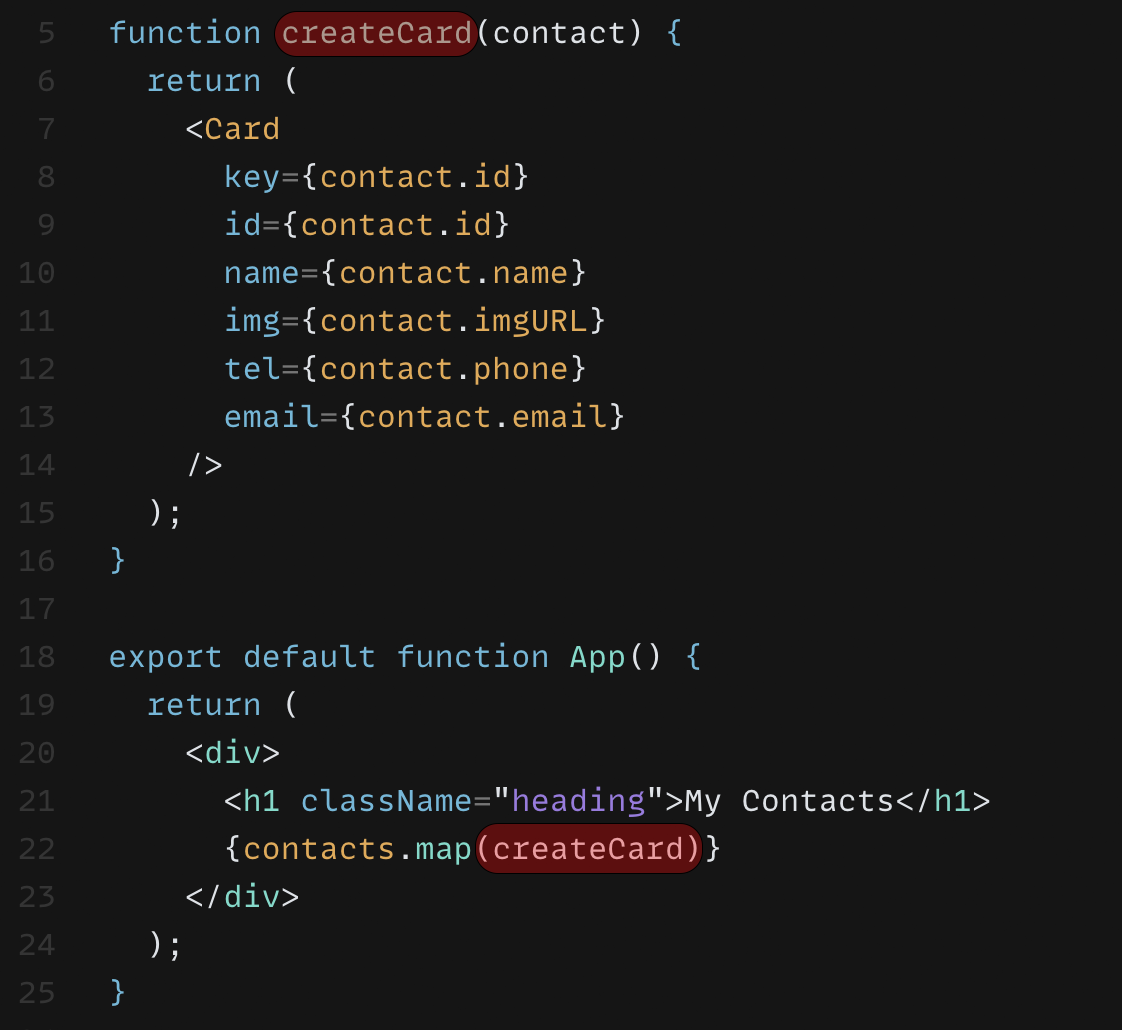 5 function createCard(contact) {
6 return (
7 <Card
8 key={contact.id}
9 id={contact.id}
10 name={contact.name}
11 img={contact.imgURL}
12 tel={contact.phone}
13 email={contact.email}
14 />
15 );
16 }
17
18 export default function App() {
19 return (
20 <div>
21 <h1 className="heading">My Contacts</h1>
22 {contacts.map(createCard)}
23 </div>
24 );
25 }